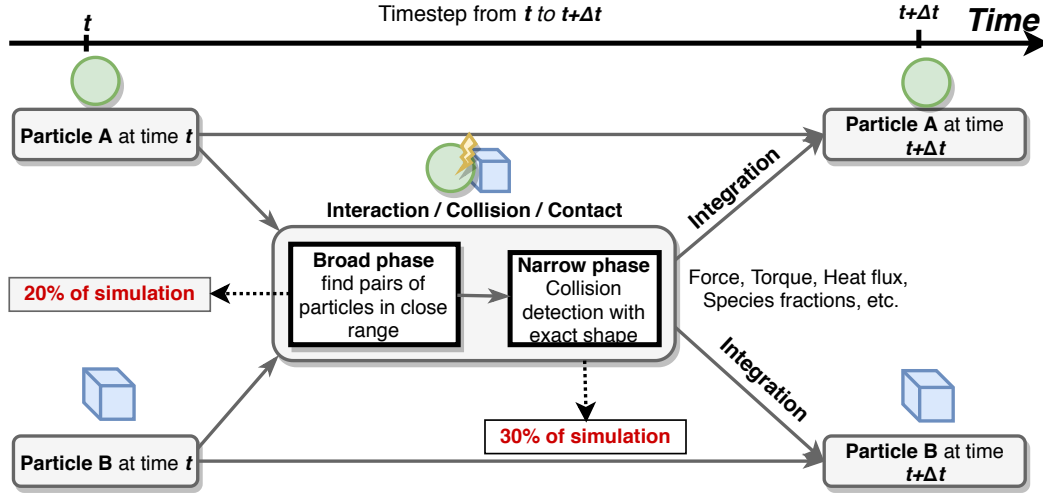 Timestep from t to t+Δt
t
t+Δt
Time
Particle A at time t
Particle A at time
t+Δt
Interaction / Collision / Contact
Integration
Broad phase
find pairs of
particles in close
range
Narrow phase
Collision
detection with
exact shape
20% of simulation
Force, Torque, Heat flux,
Species fractions, etc.
Integration
30% of simulation
Particle B at time t
Particle B at time
t+Δt